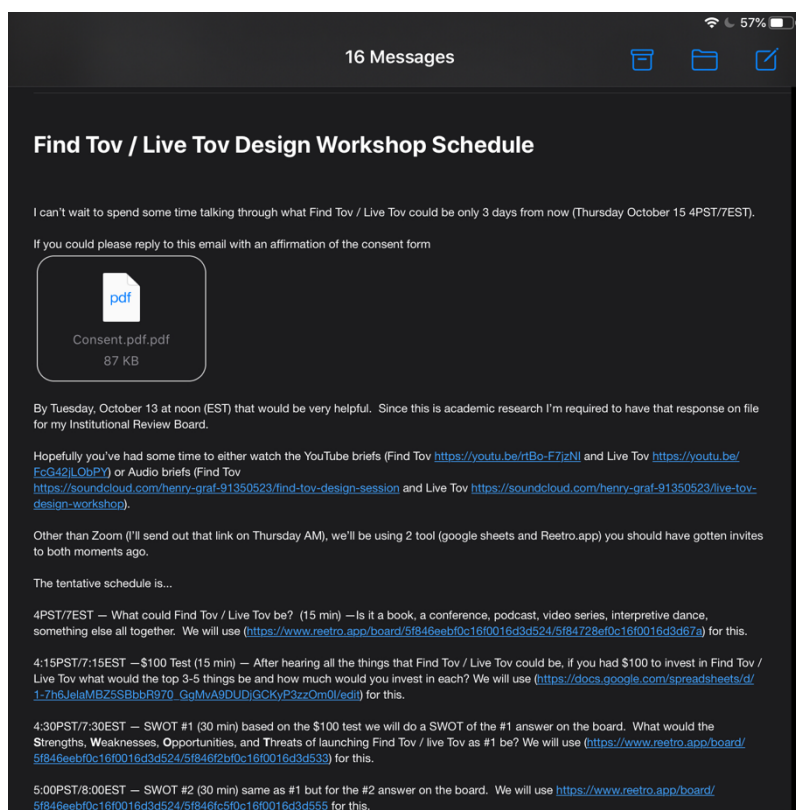 57%
16 Messages
Find Tov / Live Tov Design Workshop Schedule
I can't wait to spend some time talking through what Find Tov / Live Tov could be only 3 days from now (Thursday October 15 4PST/7EST).
If you could please reply to this email with an affirmation of the consent form
pdf
Consent.pdf.pdf
87 KB
By Tuesday, October 13 at noon (EST) that would be very helpful.  Since this is academic research I'm required to have that response on file
for my Institutional Review Board.
Hopefully you've had some time to either watch the YouTube briefs (Find Tov https://youtu.be/rtBo-F7jzNI and Live Tov https://youtu.be/
FcG42jLObPY) or Audio briefs (Find Tov
https://soundcloud.com/henry-graf-91350523/find-tov-design-session and Live Tov https://soundcloud.com/henry-graf-91350523/live-tov-
design-workshop).
Other than Zoom (I'll send out that link on Thursday AM), we'll be using 2 tool (google sheets and Reetro.app) you should have gotten invites
to both moments ago.
The tentative schedule is...
4PST/7EST — What could Find Tov / Live Tov be?  (15 min) —Is it a book, a conference, podcast, video series, interpretive dance,
something else all together.  We will use (https://www.reetro.app/board/5f846eebf0c16f0016d3d524/5f84728ef0c16f0016d3d67a) for this.
4:15PST/7:15EST —$100 Test (15 min) — After hearing all the things that Find Tov / Live Tov could be, if you had $100 to invest in Find Tov /
Live Tov what would the top 3-5 things be and how much would you invest in each? We will use (https://docs.google.com/spreadsheets/d/
1-7h6JelaMBZ5SBbbR970_GgMvA9DUDjGCKyP3zzOm0I/edit) for this.
4:30PST/7:30EST — SWOT #1 (30 min) based on the $100 test we will do a SWOT of the #1 answer on the board.  What would the
Strengths, Weaknesses, Opportunities, and Threats of launching Find Tov / live Tov as #1 be? We will use (https://www.reetro.app/board/
5f846eebf0c16f0016d3d524/5f846f2bf0c16f0016d3d533) for this.
5:00PST/8:00EST — SWOT #2 (30 min) same as #1 but for the #2 answer on the board.  We will use https://www.reetro.app/board/
5f846eebf0c16f0016d3d524/5f846fc5f0c16f0016d3d555 for this.